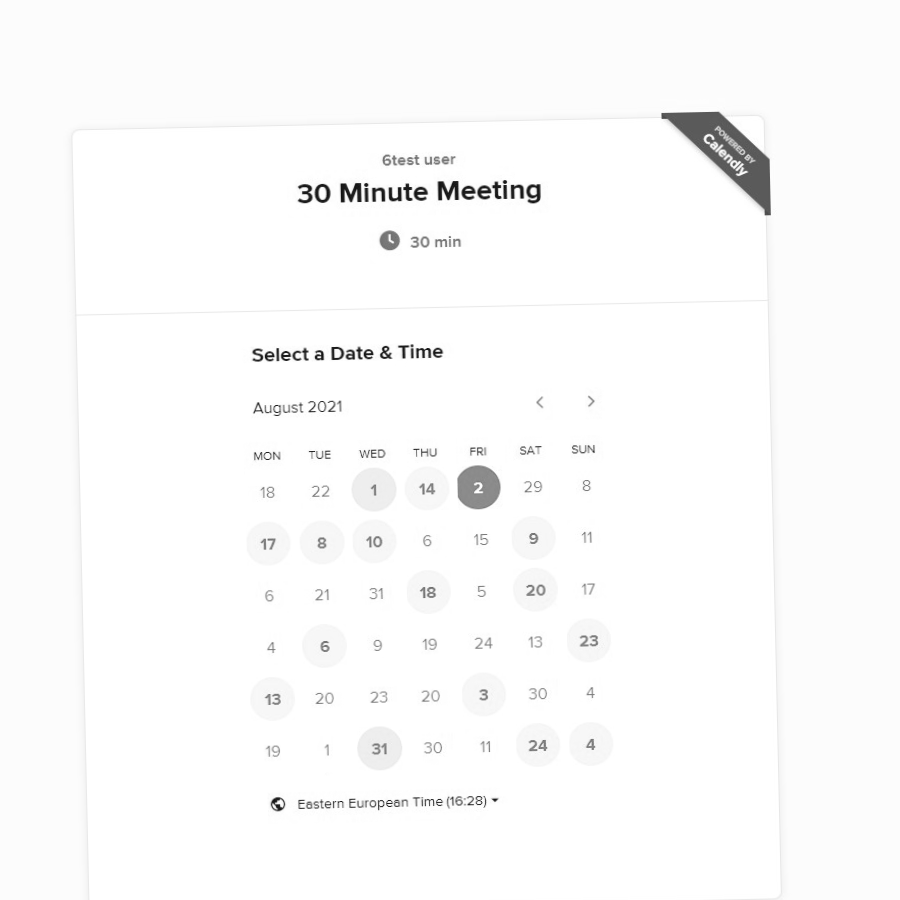 POWERED BY
Calendly
6test user
30 Minute Meeting
30 min
Select a Date & Time
August 2021
MON TUE WED THU FRI SAT SUN
18 22 1 14 2 29 8
17 8 10 6 15 9 11
6 21 31 18 5 20 17
4 6 9 19 24 13 23
13 20 23 20 3 30 4
19 1 31 30 11 24 4
Eastern European Time (16:28)